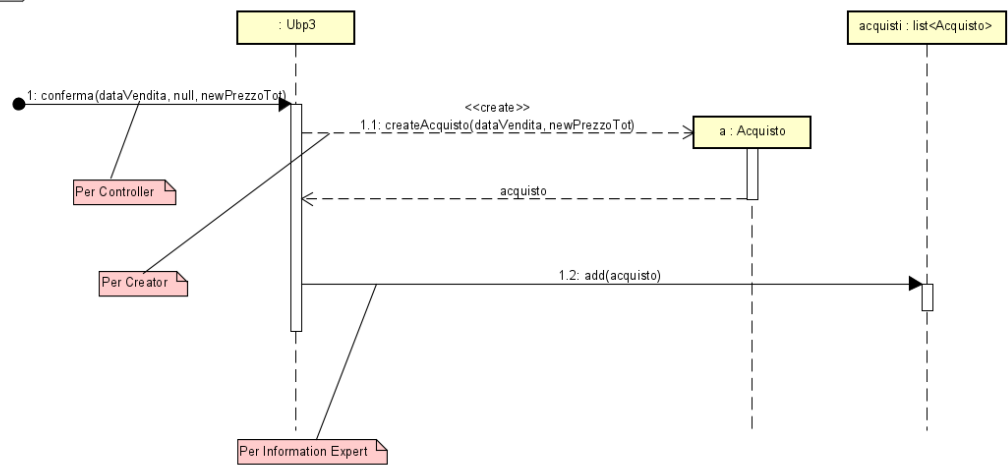 : Ubp3
acquisti : list<Acquisto>
1: conferma(dataVendita, null, newPrezzoTot)
<<create>>
1.1: createAcquisto(dataVendita, newPrezzoTot)
a : Acquisto
Per Controller
acquisto
Per Creator
1.2: add(acquisto)
Per Information Expert